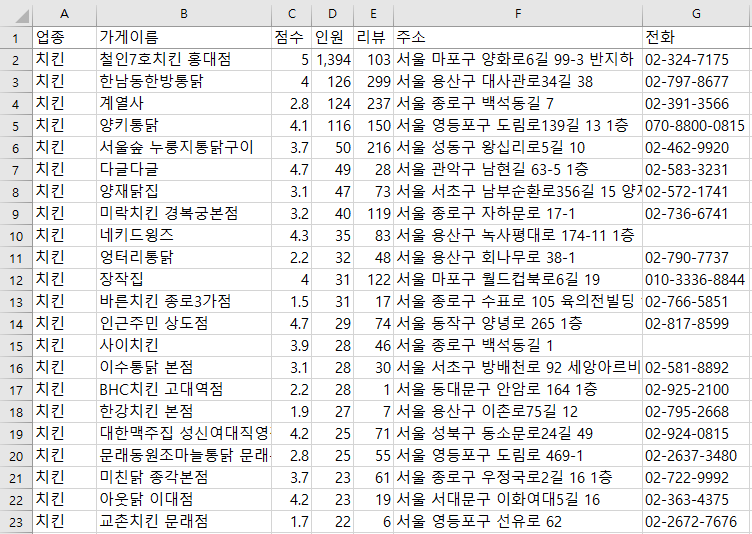 A B C D E F G
1 업종 가게이름 점수 인원 리뷰 주소 전화
2 치킨 철인7호치킨 홍대점 5 1,394 103 서울 마포구 양화로6길 99-3 반지하 02-324-7175
3 치킨 한남동한방통닭 4 126 299 서울 용산구 대사관로34길 38 02-797-8677
4 치킨 계열사 2.8 124 237 서울 종로구 백석동길 7 02-391-3566
5 치킨 양키통닭 4.1 116 150 서울 영등포구 도림로139길 13 1층 070-8800-0815
6 치킨 서울숲 누룽지통닭구이 3.7 50 216 서울 성동구 왕십리로5길 10 02-462-9920
7 치킨 다글다글 4.7 49 28 서울 관악구 남현길 63-5 1층 02-583-3231
8 치킨 양재닭집 3.1 47 73 서울 서초구 남부순환로356길 15 양재 02-572-1741
9 치킨 미락치킨 경복궁본점 3.2 40 119 서울 종로구 자하문로 17-1 02-736-6741
10 치킨 네키드윙즈 4.3 35 83 서울 용산구 녹사평대로 174-11 1층
11 치킨 엉터리통닭 2.2 32 48 서울 용산구 회나무로 38-1 02-790-7737
12 치킨 장작집 4 31 122 서울 마포구 월드컵북로6길 19 010-3336-8844
13 치킨 바른치킨 종로3가점 1.5 31 17 서울 종로구 수표로 105 육의전빌딩 02-766-5851
14 치킨 인근주민 상도점 4.7 29 74 서울 동작구 양녕로 265 1층 02-817-8599
15 치킨 사이치킨 3.9 28 46 서울 종로구 백석동길 1
16 치킨 이수통닭 본점 3.1 28 30 서울 서초구 방배천로 92 세앙아르비 02-581-8892
17 치킨 BHC치킨 고대역점 2.2 28 1 서울 동대문구 안암로 164 1층 02-925-2100
18 치킨 한강치킨 본점 1.9 27 7 서울 용산구 이촌로75길 12 02-795-2668
19 치킨 대한맥주집 성신여대직영 4.2 25 71 서울 성북구 동소문로24길 49 02-924-0815
20 치킨 문래동원조마늘통닭 문래 2.8 25 55 서울 영등포구 도림로 469-1 02-2637-3480
21 치킨 미친닭 종각본점 3.7 23 61 서울 종로구 우정국로2길 16 1층 02-722-9992
22 치킨 아웃닭 이대점 4.2 23 19 서울 서대문구 이화여대5길 16 02-363-4375
23 치킨 교촌치킨 문래점 1.7 22 6 서울 영등포구 선유로 62 02-2672-7676